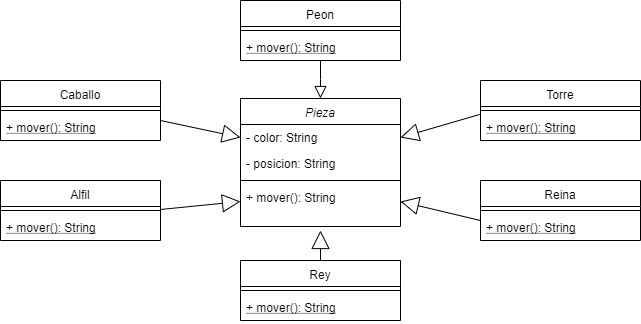 Peon
+ mover(): String
Caballo
+ mover(): String
Pieza
- color: String
- posicion: String
+ mover(): String
Torre
+ mover(): String
Alfil
+ mover(): String
Reina
+ mover(): String
Rey
+ mover(): String